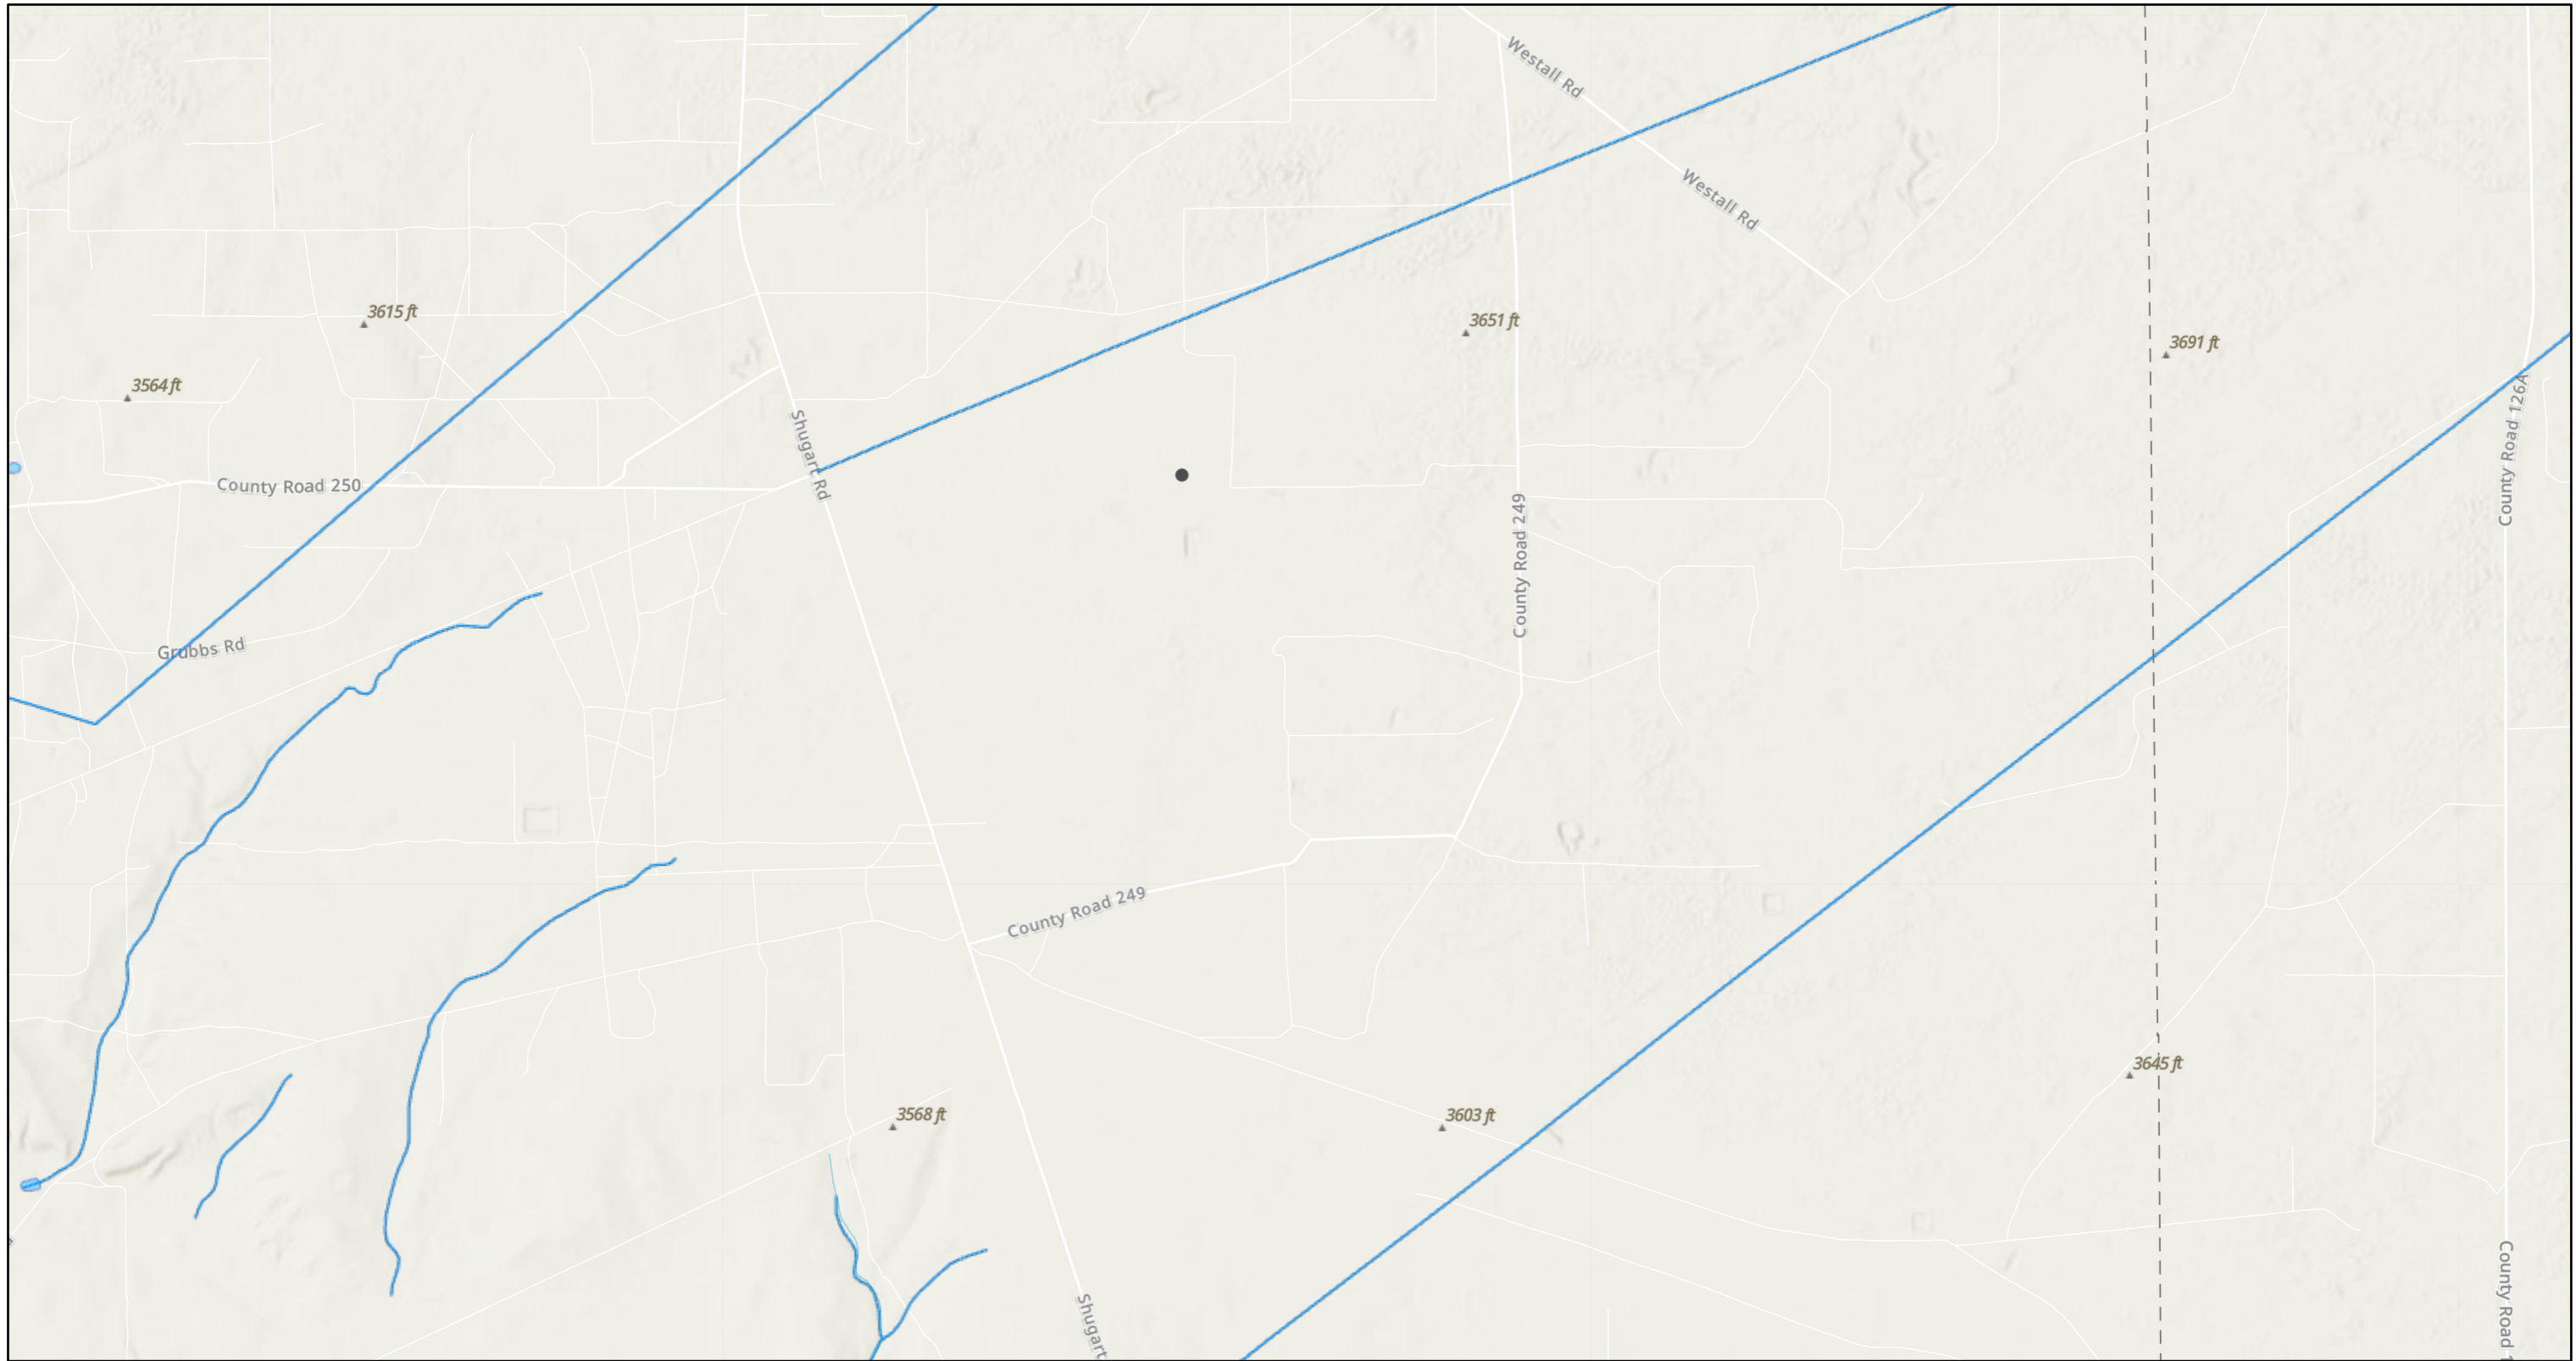 Westall Rd
Westall Rd
3615 ft
3651 ft
3691 ft
3564 ft
Shugart Rd
County Road 126A
County Road 250
County Road 249
Grubbs Rd
County Road 249
3645 ft
3568 ft
3603 ft
Shugart
County Road 1